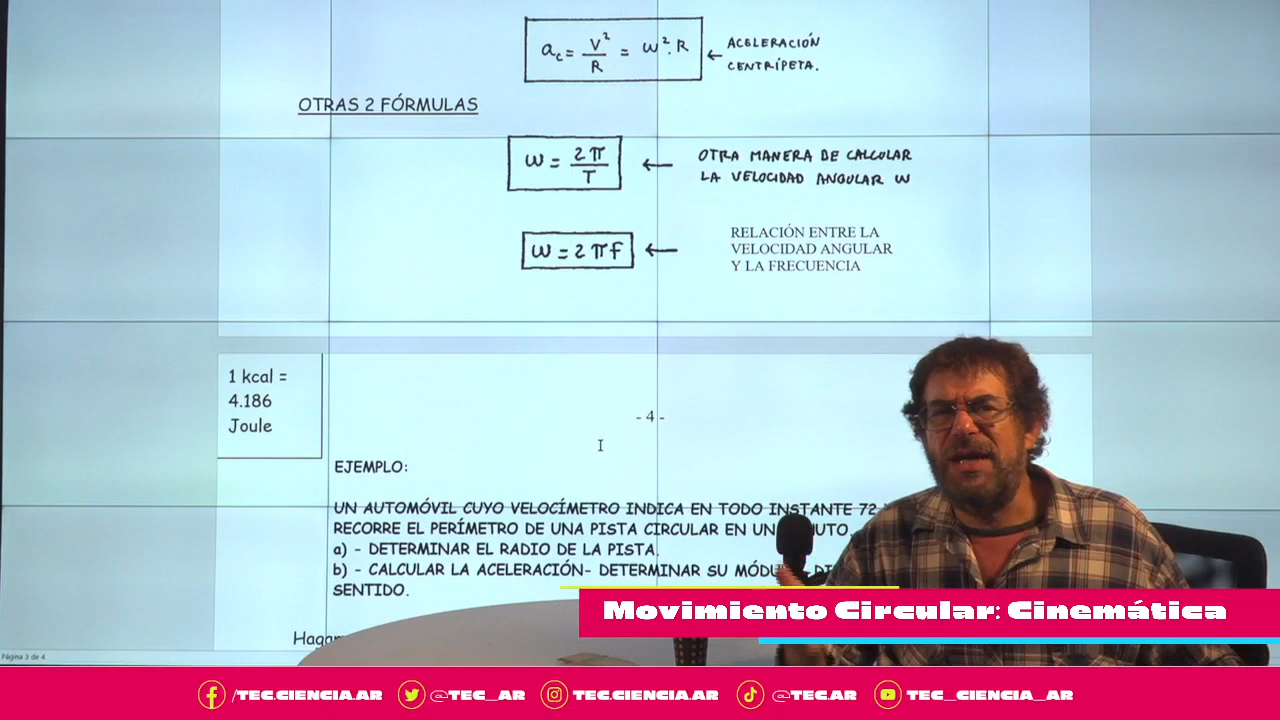 ac = V²/R = ω².R
← ACELERACIÓN
CENTRÍPETA.
OTRAS 2 FÓRMULAS
ω = 2π/T
← OTRA MANERA DE CALCULAR
LA VELOCIDAD ANGULAR ω
ω = 2πf
← RELACIÓN ENTRE LA
VELOCIDAD ANGULAR
Y LA FRECUENCIA
1 kcal =
4.186
Joule
- 4 -
EJEMPLO:
UN AUTOMÓVIL CUYO VELOCÍMETRO INDICA EN TODO INSTANTE 72
RECORRE EL PERÍMETRO DE UNA PISTA CIRCULAR EN UN
a) - DETERMINAR EL RADIO DE LA PISTA.
b) - CALCULAR LA ACELERACIÓN- DETERMINAR SU
SENTIDO.
Página 3 de 4
Movimiento Circular: Cinemática
/TEC.CIENCIA.AR
@TEC_AR
TEC.CIENCIA.AR
@TEC.AR
TEC_CIENCIA_AR